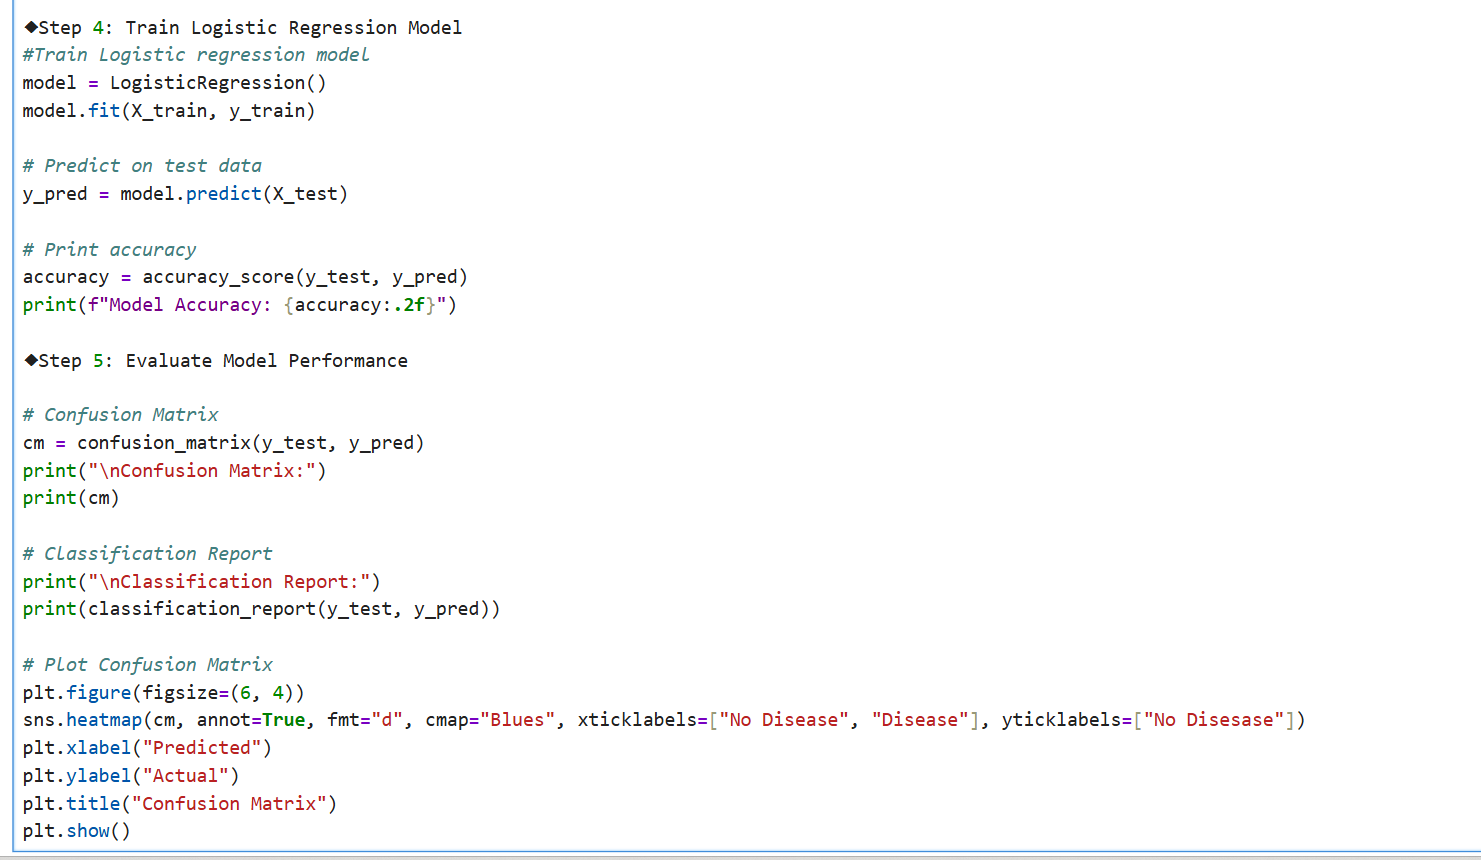 ◆Step 4: Train Logistic Regression Model
#Train Logistic regression model
model = LogisticRegression()
model.fit(X_train, y_train)
# Predict on test data
y_pred = model.predict(X_test)
# Print accuracy
accuracy = accuracy_score(y_test, y_pred)
print(f"Model Accuracy: {accuracy:.2f}")
◆Step 5: Evaluate Model Performance
# Confusion Matrix
cm = confusion_matrix(y_test, y_pred)
print("\nConfusion Matrix:")
print(cm)
# Classification Report
print("\nClassification Report:")
print(classification_report(y_test, y_pred))
# Plot Confusion Matrix
plt.figure(figsize=(6, 4))
sns.heatmap(cm, annot=True, fmt="d", cmap="Blues", xticklabels=["No Disease", "Disease"], yticklabels=["No Disesase"])
plt.xlabel("Predicted")
plt.ylabel("Actual")
plt.title("Confusion Matrix")
plt.show()